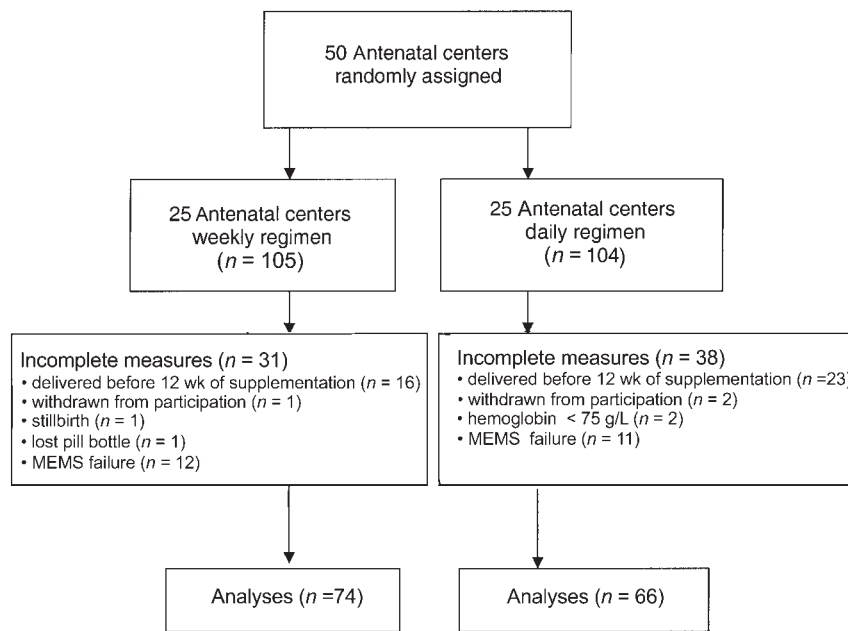 50 Antenatal centers
randomly assigned
25 Antenatal centers
weekly regimen
(n = 105)
25 Antenatal centers
daily regimen
(n = 104)
Incomplete measures (n = 31)
• delivered before 12 wk of supplementation (n = 16)
• withdrawn from participation (n = 1)
• stillbirth (n = 1)
• lost pill bottle (n = 1)
• MEMS failure (n = 12)
Incomplete measures (n = 38)
• delivered before 12 wk of supplementation (n =23)
• withdrawn from participation (n = 2)
• hemoglobin < 75 g/L (n = 2)
• MEMS failure (n = 11)
Analyses (n =74)
Analyses (n = 66)